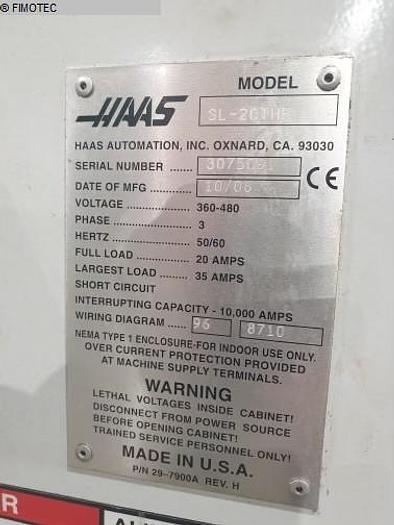 # FIMOTEC
MODEL
HAAS
HAAS AUTOMATION, INC. OXNARD, CA. 93030
SERIAL NUMBER
DATE OF MFG 10/06 CE
VOLTAGE 360-480
PHASE 3
HERTZ 50/60
FULL LOAD 20 AMPS
LARGEST LOAD 35 AMPS
SHORT CIRCUIT
INTERRUPTING CAPACITY - 10,000 AMPS
WIRING DIAGRAM 96 8710
NEMA TYPE 1 ENCLOSURE-FOR INDOOR USE ONLY.
OVER CURRENT PROTECTION PROVIDED
AT MACHINE SUPPLY TERMINALS.
WARNING
LETHAL VOLTAGES INSIDE CABINET!
DISCONNECT FROM POWER SOURCE
BEFORE OPENING CABINET!
TRAINED SERVICE PERSONNEL ONLY!
MADE IN U.S.A.
P/N 29-7900A REV. H